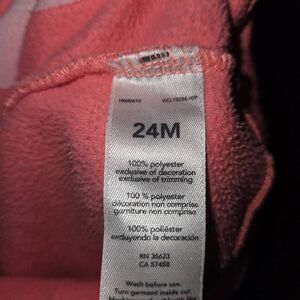 24M
100% polyester
exclusive of decoration
exclusive of trimming
100 % polyester
décoration non comprise
garniture non comprise
100% poliéster
excluyendo la decoración
RN 35623
CA 57458
Wash before use.
Turn garment inside out.